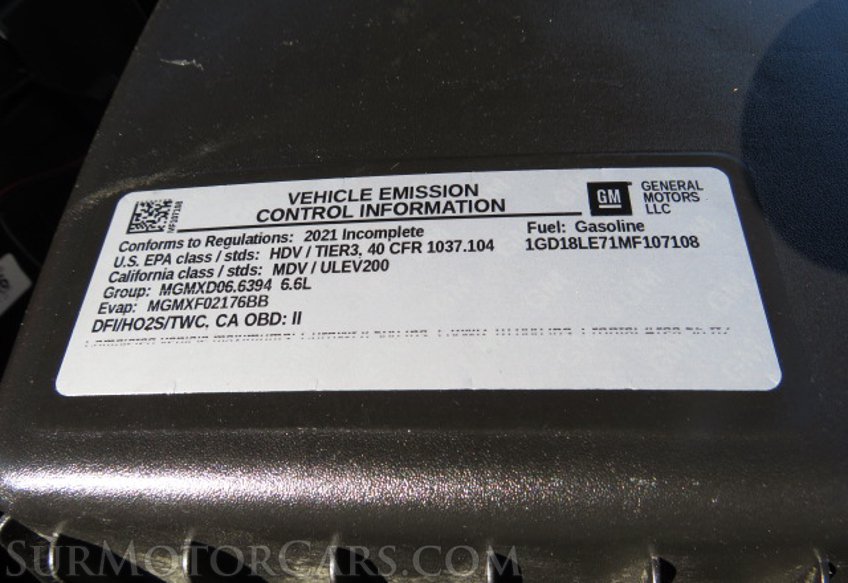 VEHICLE EMISSION
CONTROL INFORMATION
GM
GENERAL
MOTORS
LLC
MF107108
Conforms to Regulations: 2021 Incomplete
Fuel: Gasoline
U.S. EPA class / stds: HDV / TIER3, 40 CFR 1037.104
1GD18LE71MF107108
California class / stds: MDV / ULEV200
Group: MGMXD06.6394 6.6L
Evap: MGMXF02176BB
DFI/HO2S/TWC, CA OBD: II
SURMOTORCARS.COM